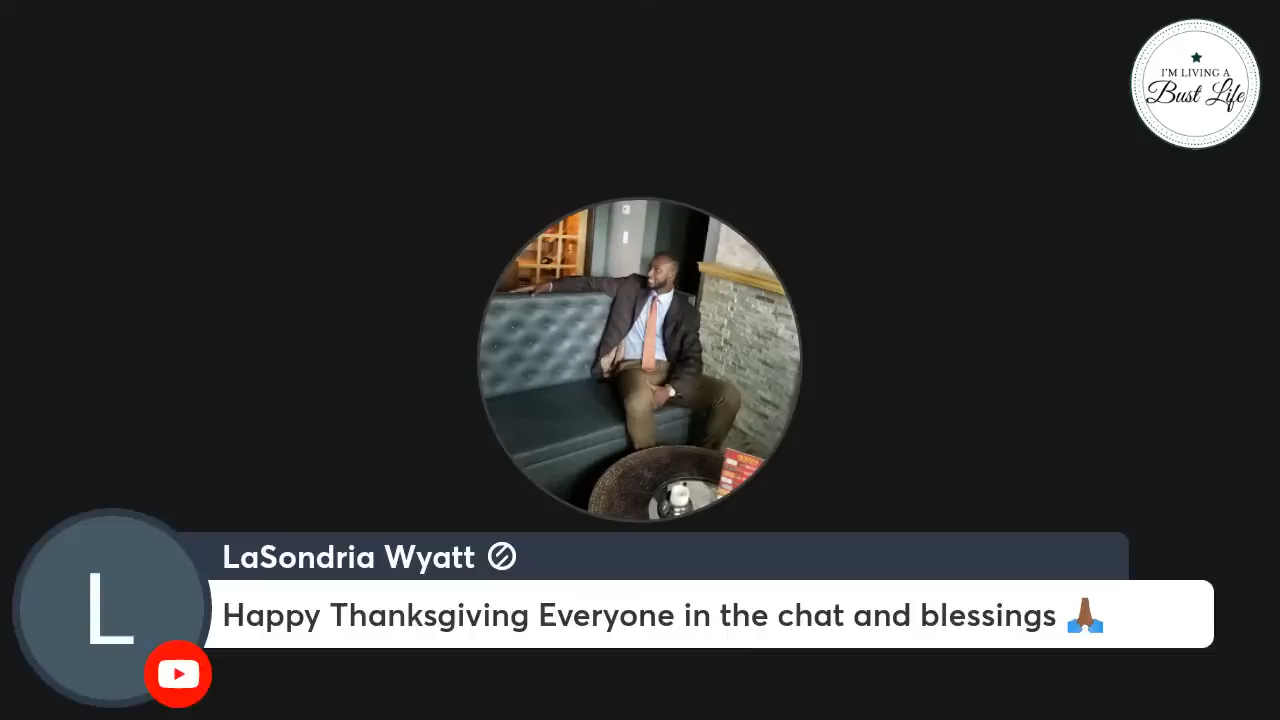 I'M LIVING A
Bust Life
LaSondria Wyatt
Happy Thanksgiving Everyone in the chat and blessings 🙏🏾
L